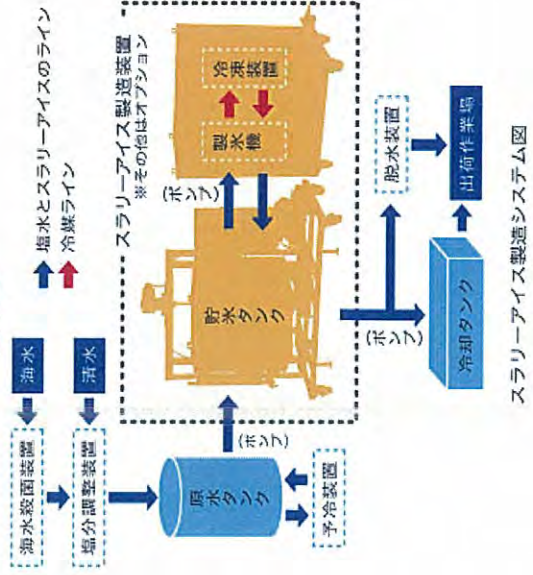 塩水とスラリーアイスのライン
冷媒ライン
海水
清水
海水殺菌装置
塩分調整装置
スラリーアイス製造装置
※その他はオプション
冷凍装置
製氷機
(ポンプ)
貯氷タンク
(ポンプ)
原水タンク
予冷装置
(ポンプ)
脱水装置
冷却タンク
出荷作業場
スラリーアイス製造システム図